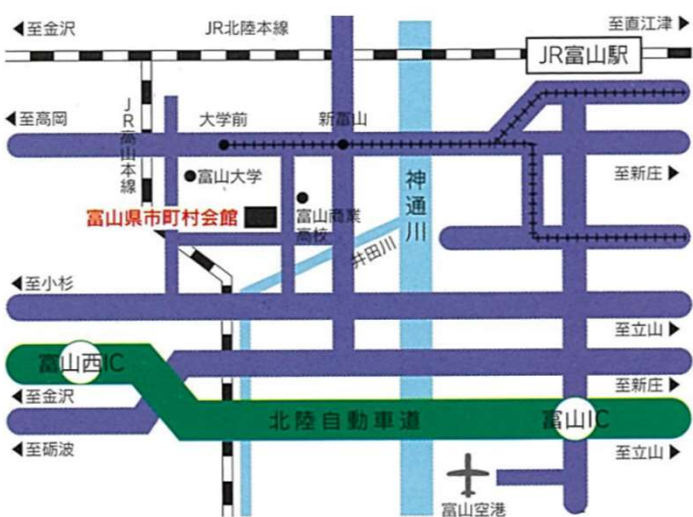 至金沢
JR北陸本線
至直江津
JR富山駅
至高岡
JR高山本線
大学前
新富山
富山大学
神通川
至新庄
富山県市町村会館
富山商業
高校
井田川
至小杉
至立山
富山西IC
至金沢
至新庄
北陸自動車道
富山IC
至砺波
至立山
富山空港